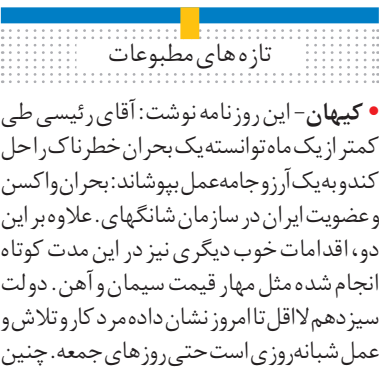 تازه‌های مطبوعات
• کیهان- این روزنامه نوشت: آقای رئیسی طی
کمتر از یک ماه توانسته یک بحران خطرناک را حل
کند و به یک آرزو جامه عمل بپوشاند: بحران واکسن
و عضویت ایران در سازمان شانگهای. علاوه بر این
دو، اقدامات خوب دیگری نیز در این مدت کوتاه
انجام شده مثل مهار قیمت سیمان و آهن. دولت
سیزدهم لااقل تا امروز نشان داده مرد کار و تلاش و
عمل شبانه‌روزی است حتی روزهای جمعه. چنین